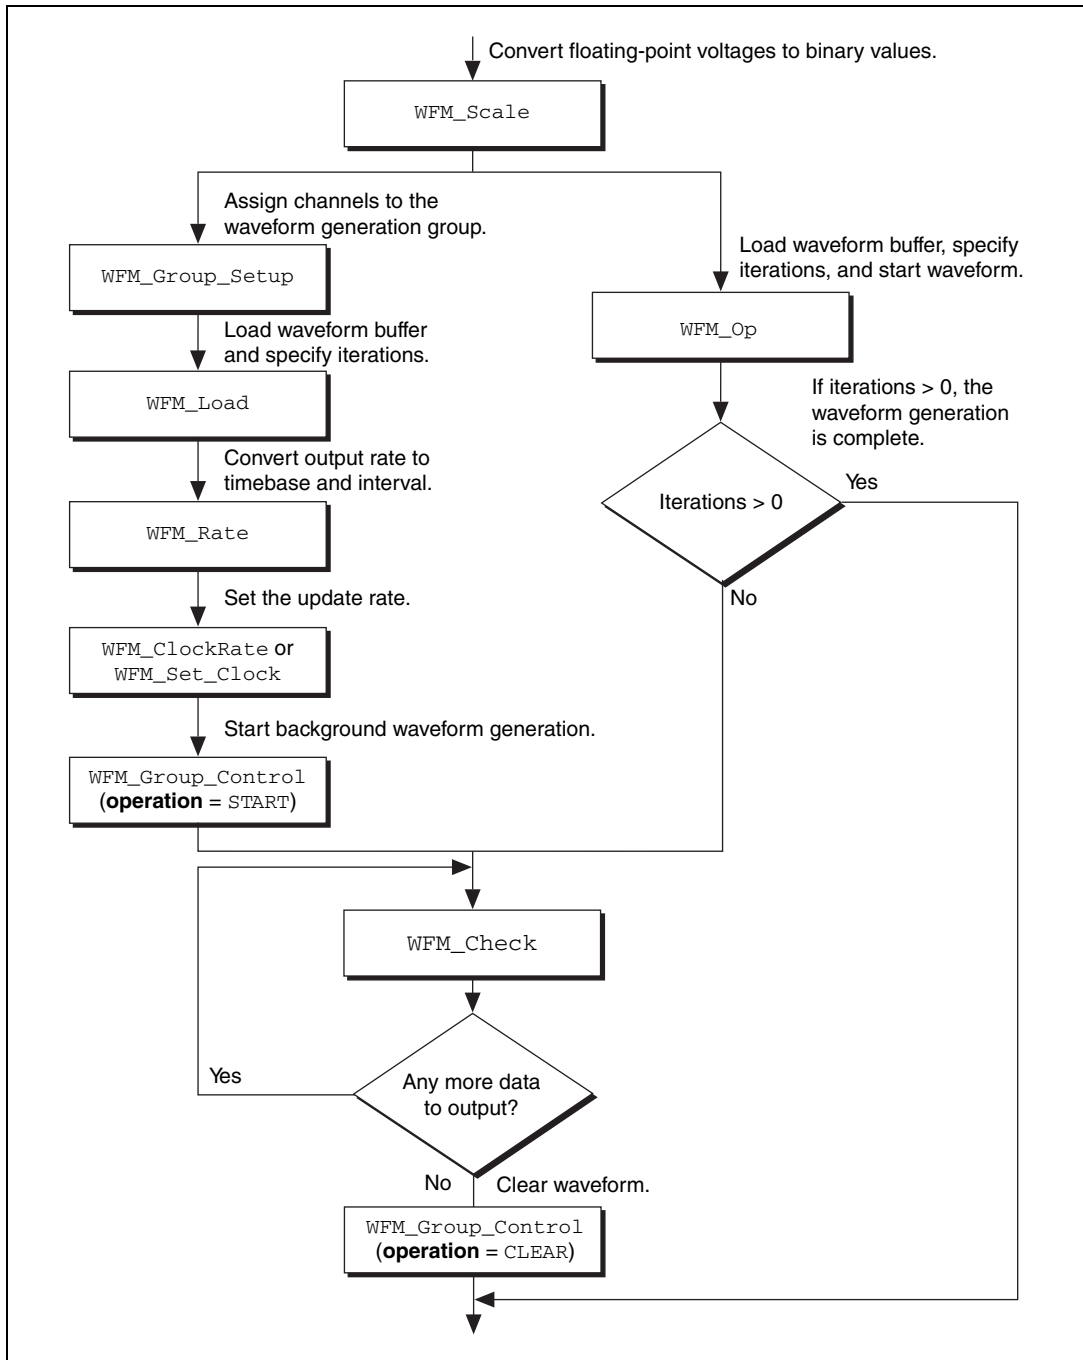 Convert floating-point voltages to binary values.
WFM_Scale
Assign channels to the
waveform generation group.
WFM_Group_Setup
Load waveform buffer
and specify iterations.
WFM_Load
Convert output rate to
timebase and interval.
WFM_Rate
Set the update rate.
WFM_ClockRate or
WFM_Set_Clock
Start background waveform generation.
WFM_Group_Control
(operation = START)
Load waveform buffer, specify
iterations, and start waveform.
WFM_Op
If iterations > 0, the
waveform generation
is complete.
Iterations > 0
Yes
No
WFM_Check
Any more data
to output?
Yes
No
Clear waveform.
WFM_Group_Control
(operation = CLEAR)